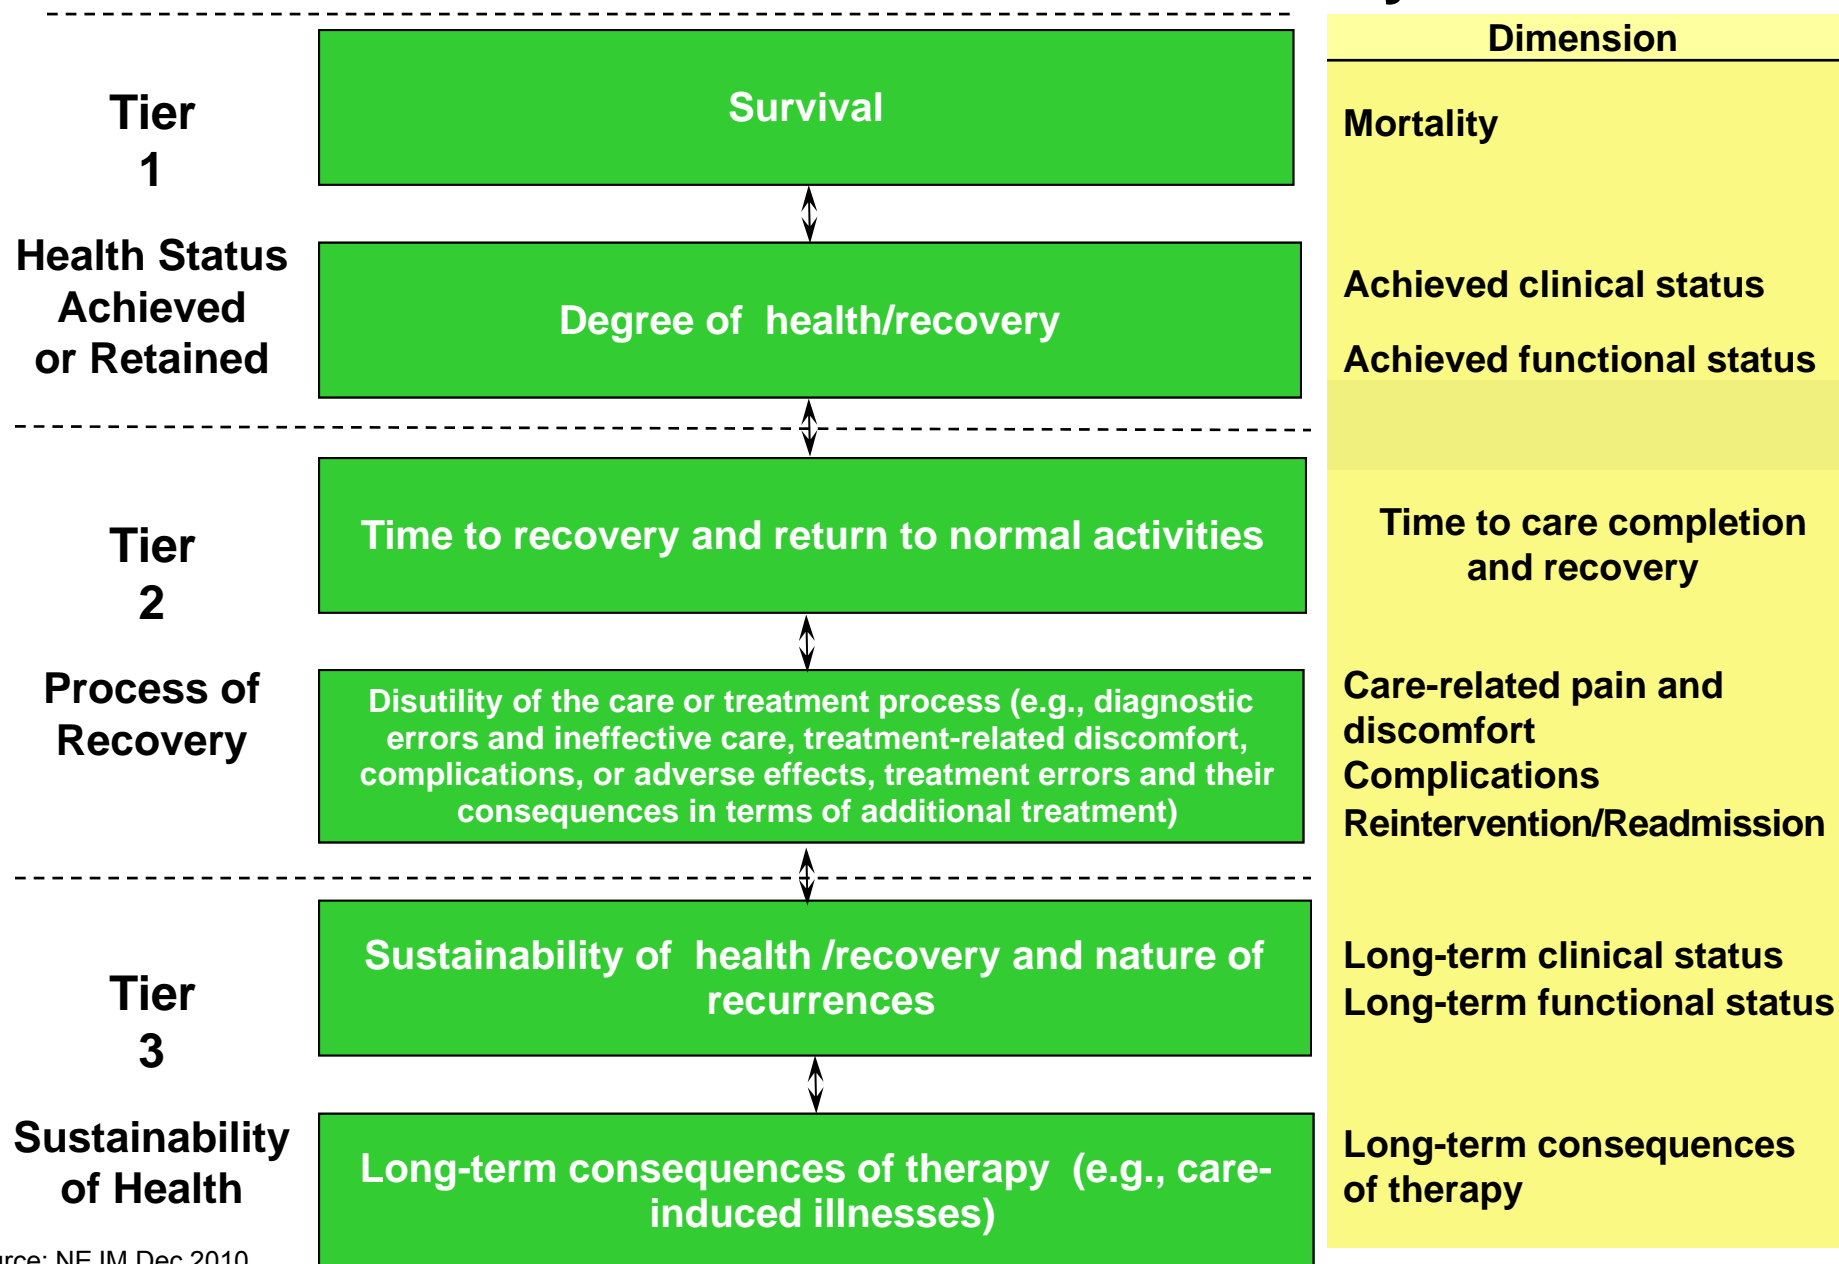 Dimension
Tier
1
Survival
Mortality
Health Status
Achieved
or Retained
Degree of health/recovery
Achieved clinical status
Achieved functional status
Tier
2
Time to recovery and return to normal activities
Time to care completion
and recovery
Process of
Recovery
Disutility of the care or treatment process (e.g., diagnostic
errors and ineffective care, treatment-related discomfort,
complications, or adverse effects, treatment errors and their
consequences in terms of additional treatment)
Care-related pain and
discomfort
Complications
Reintervention/Readmission
Tier
3
Sustainability of health /recovery and nature of
recurrences
Long-term clinical status
Long-term functional status
Sustainability
of Health
Long-term consequences of therapy (e.g., care-
induced illnesses)
Long-term consequences
of therapy
NEJM Dec 2010